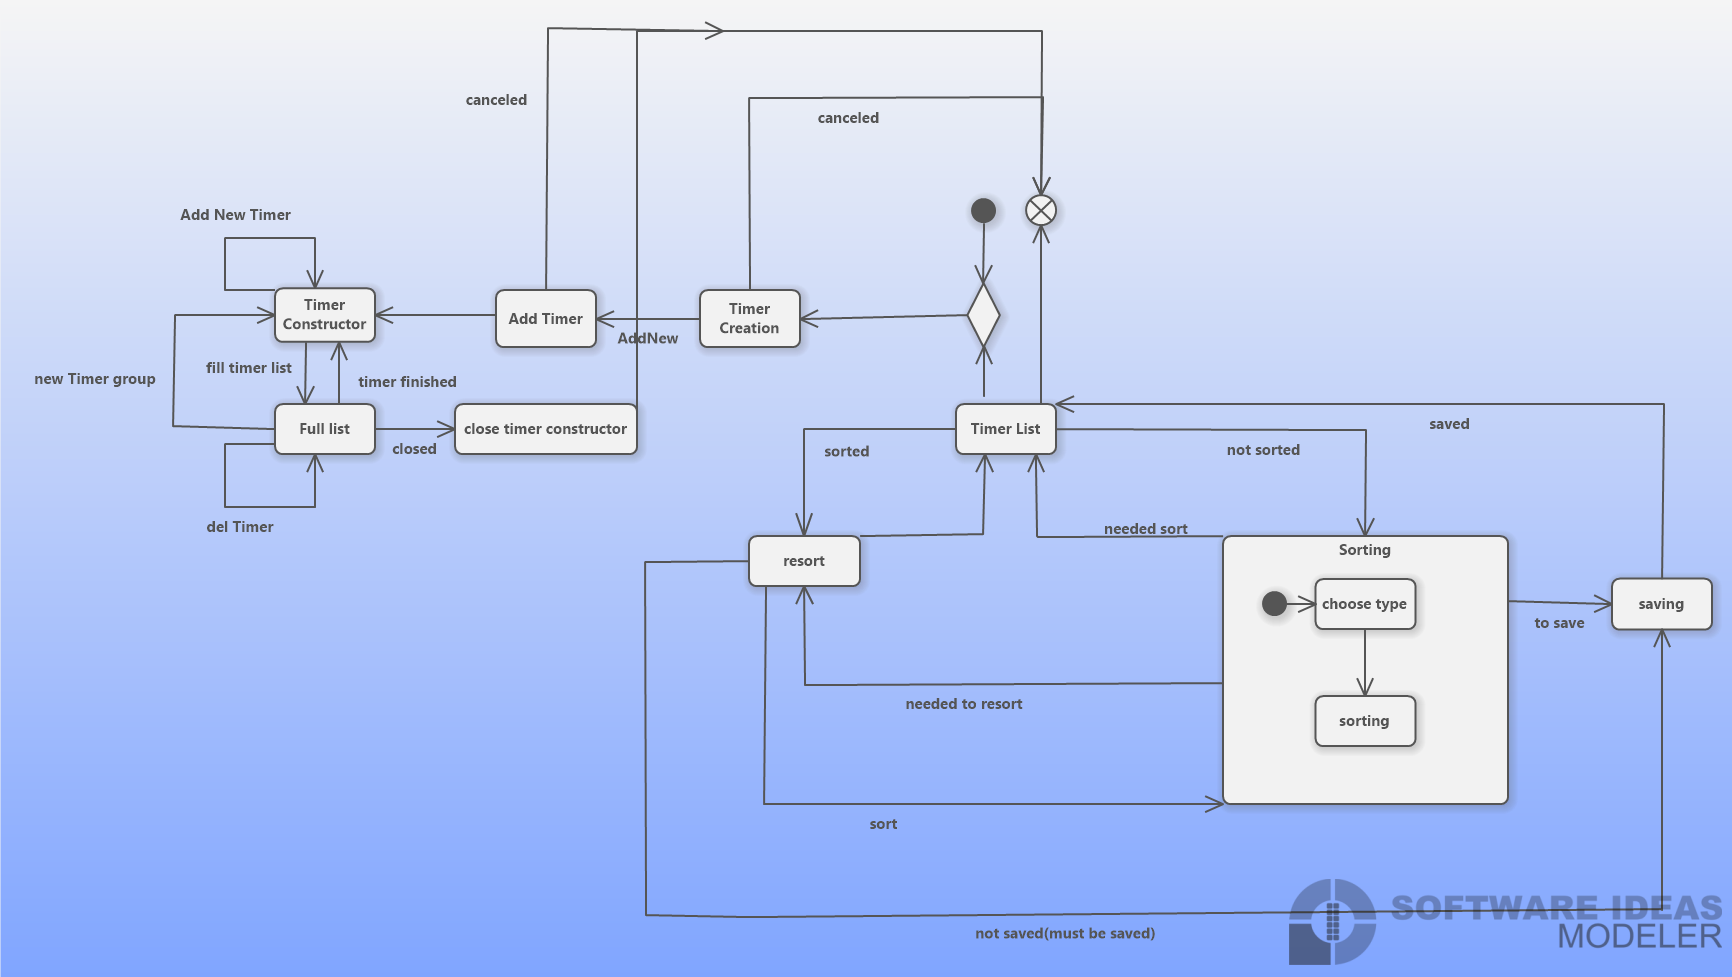 canceled
canceled
Add New Timer
Timer
Constructor
Add Timer
Timer
Creation
AddNew
fill timer list
new Timer group
timer finished
Full list
close timer constructor
closed
Timer List
saved
sorted
not sorted
del Timer
needed sort
Sorting
resort
choose type
saving
to save
needed to resort
sorting
sort
not saved(must be saved)
SOFTWARE IDEAS
MODELER